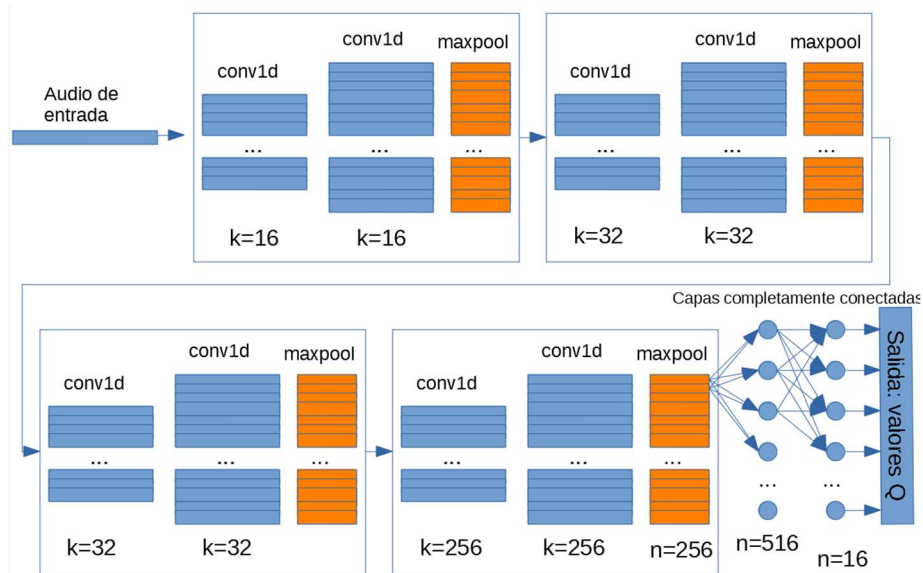 Audio de
entrada
conv1d
conv1d
maxpool
...
...
...
k=16
k=16
conv1d
conv1d
maxpool
...
...
...
k=32
k=32
conv1d
conv1d
maxpool
...
...
...
k=32
k=32
conv1d
conv1d
maxpool
...
...
...
k=256
k=256
n=256
Capas completamente conectadas
...
...
n=516
n=16
Salida: valores Q